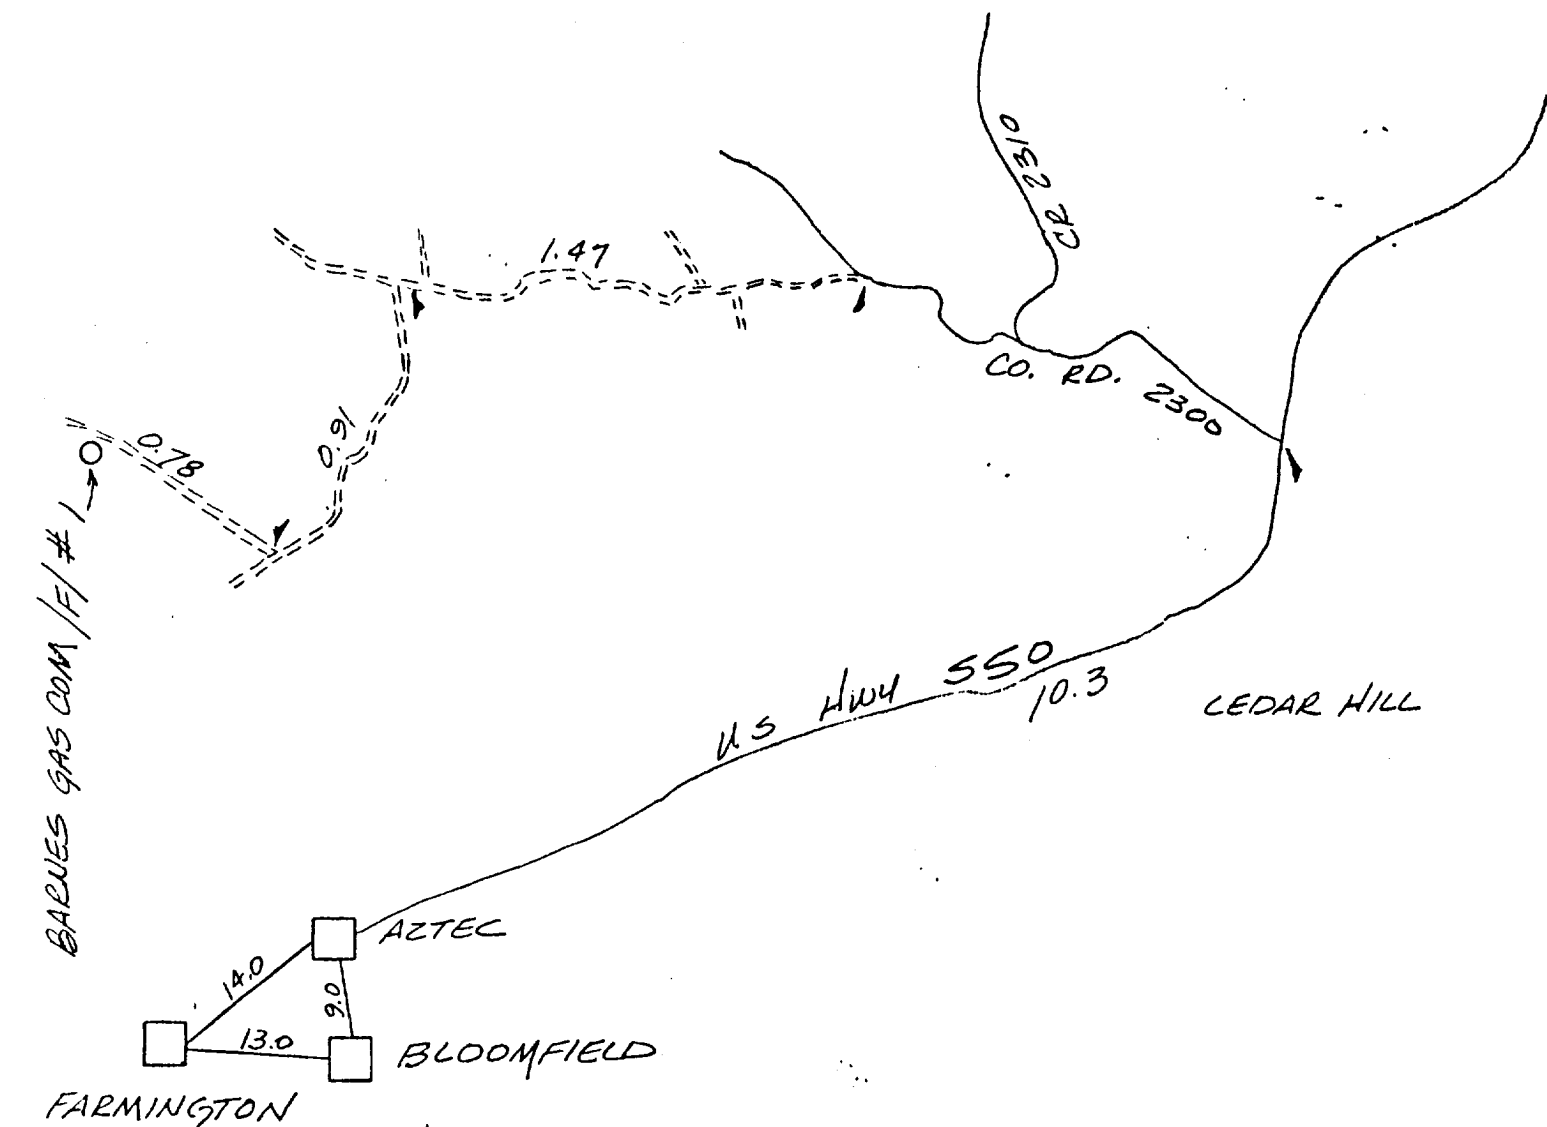 CR 2310
1.47
CO. RD. 2300
0.91
0.78
BARNES GAS COM /F/ # 1
US HWY 550
10.3
CEDAR HILL
AZTEC
14.0
9.0
13.0
BLOOMFIELD
FARMINGTON